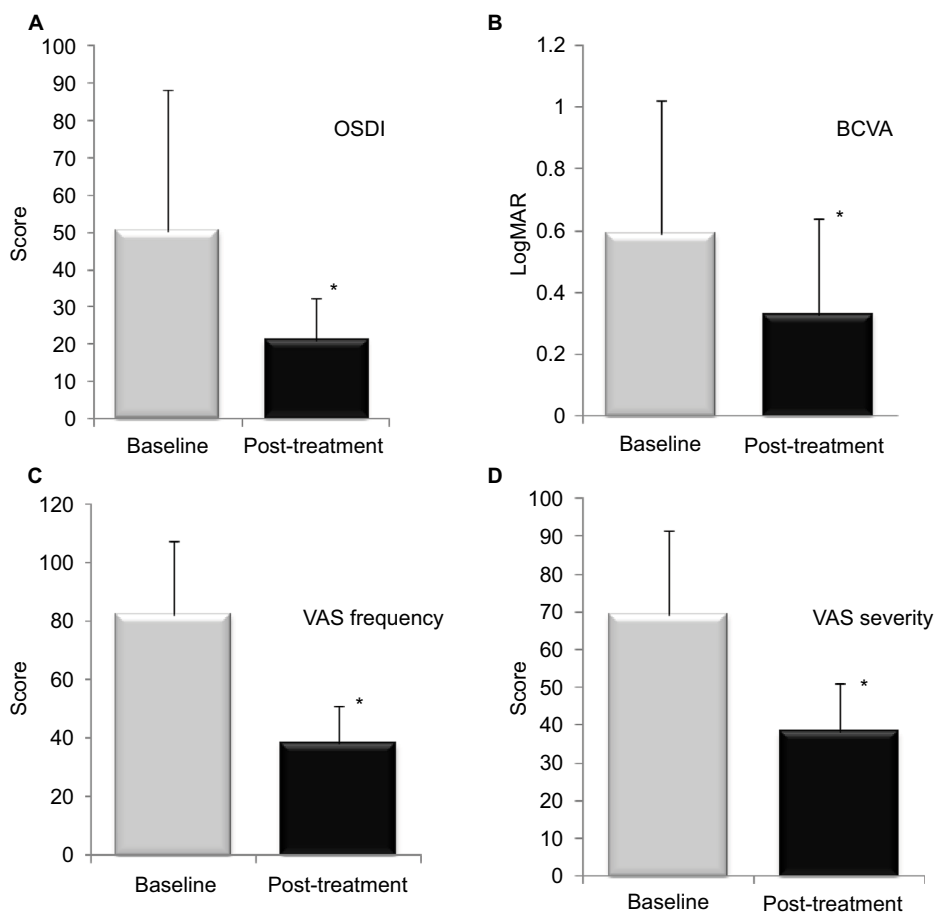 A
100
90
80
70
60
50
40
30
20
10
0
Score
OSDI
*
Baseline
Post-treatment
B
1.2
1
0.8
0.6
0.4
0.2
0
LogMAR
BCVA
*
Baseline
Post-treatment
C
120
100
80
60
40
20
0
Score
VAS frequency
*
Baseline
Post-treatment
D
100
90
80
70
60
50
40
30
20
10
0
Score
VAS severity
*
Baseline
Post-treatment